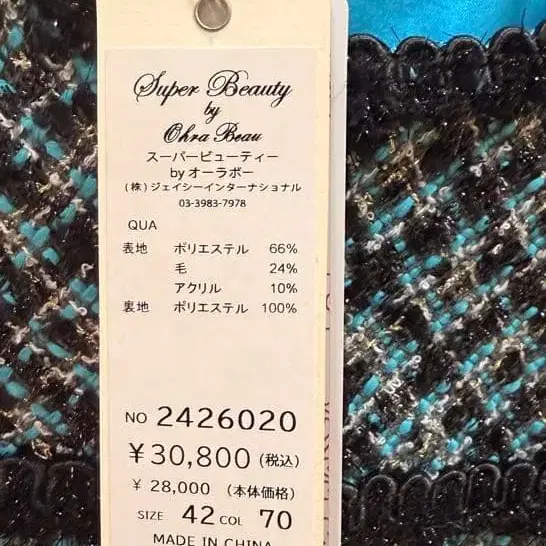 Super Beauty
by
Ohra Beau
スーパービューティー
by オーラボー
(株)ジェイシーインターナショナル
03-3983-7978
QUA
表地 ポリエステル 66%
毛 24%
アクリル 10%
裏地 ポリエステル 100%
NO 2426020
¥30,800 (税込)
¥ 28,000 (本体価格)
SIZE 42 COL 70
MADE IN CHINA